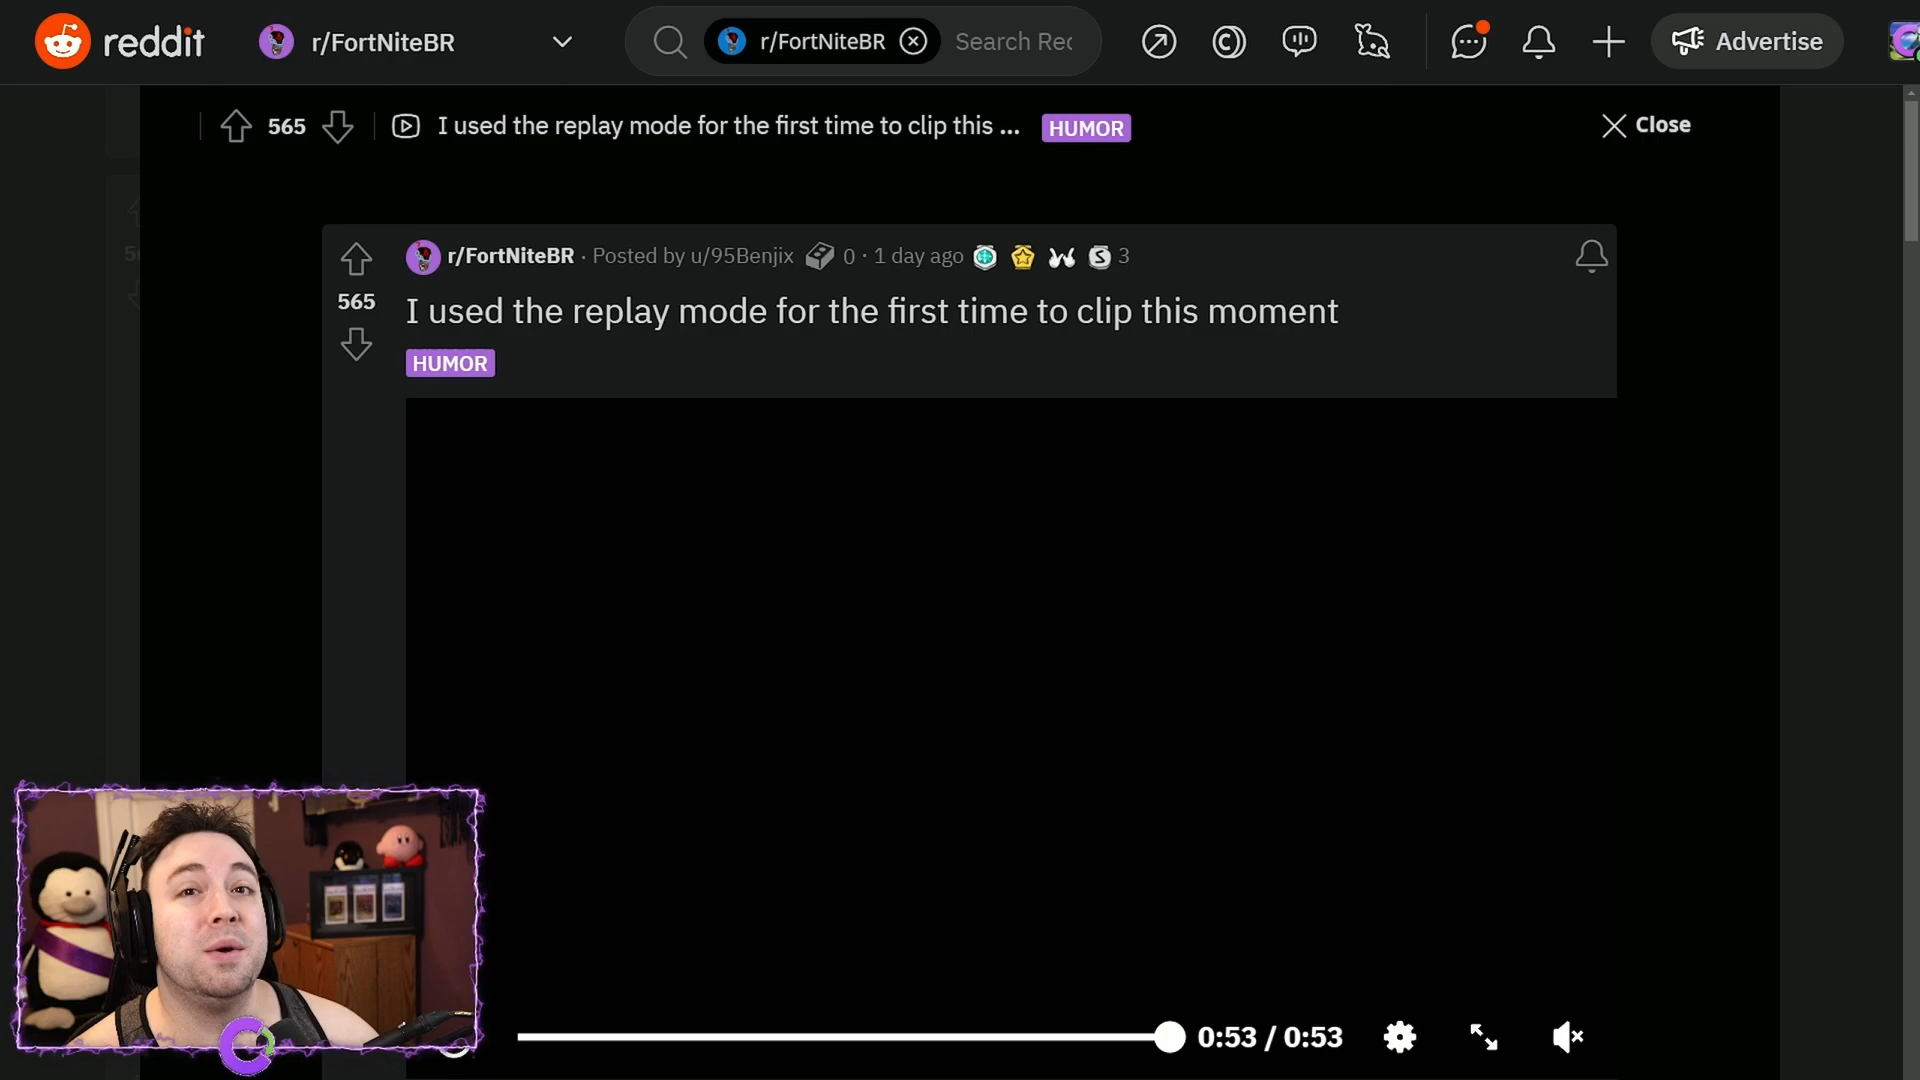 reddit
r/FortNiteBR
r/FortNiteBR
Search Rec
Advertise
565
I used the replay mode for the first time to clip this ...
HUMOR
Close
r/FortNiteBR · Posted by u/95Benjix 0 · 1 day ago 3
565
I used the replay mode for the first time to clip this moment
HUMOR
0:53 / 0:53